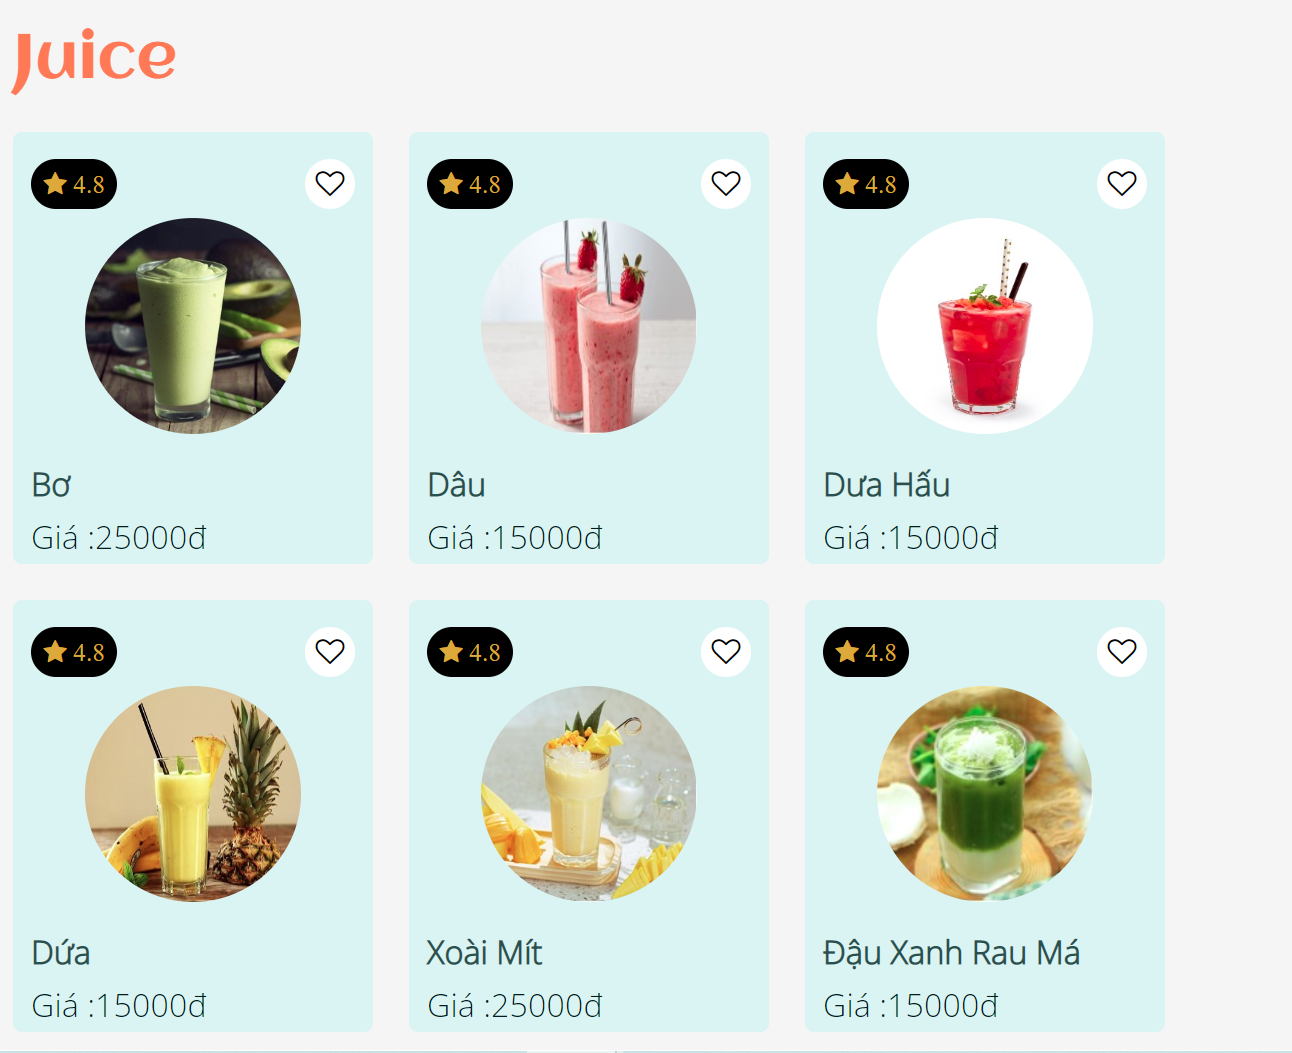 Juice
4.8
4.8
4.8
Bơ
Dâu
Dưa Hấu
Giá :25000đ
Giá :15000đ
Giá :15000đ
4.8
4.8
4.8
Dứa
Xoài Mít
Đậu Xanh Rau Má
Giá :15000đ
Giá :25000đ
Giá :15000đ